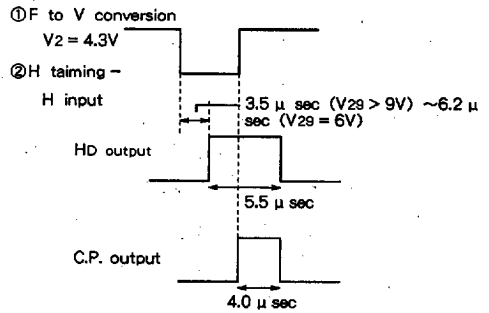 ①F to V conversion
V2 = 4.3V
②H taiming -
H input
3.5 μ sec (V29 > 9V) ~6.2 μ
sec (V29 = 6V)
HD output
5.5 μ sec
C.P. output
4.0 μ sec